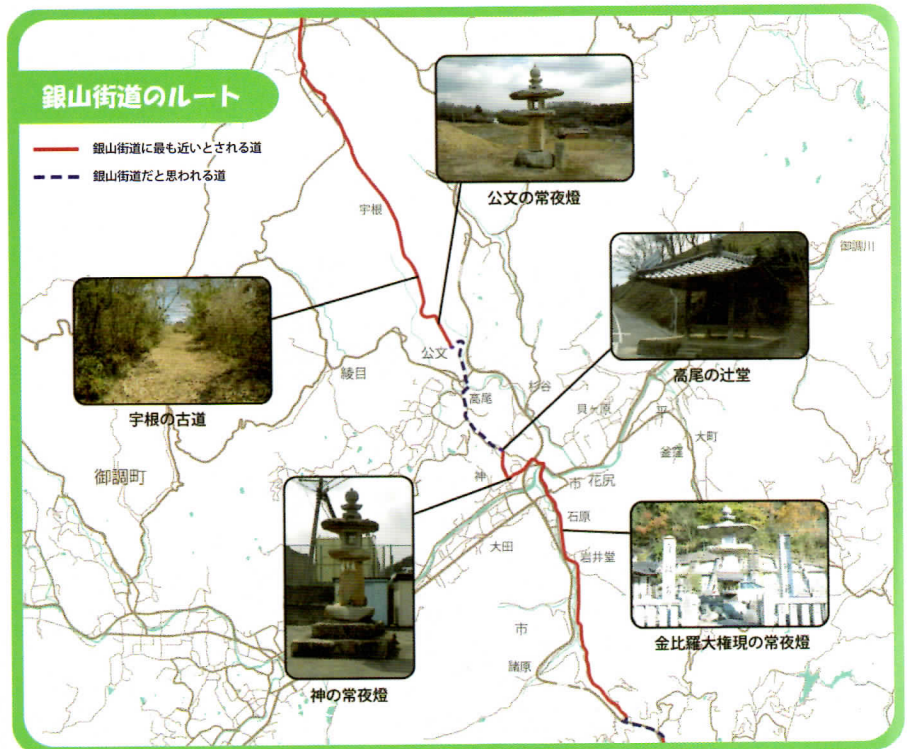 銀山街道のルート
銀山街道に最も近いとされる道
銀山街道だと思われる道
公文の常夜燈
宇根
御調川
宇根の古道
公文
綾目
高尾
杉谷
高尾の辻堂
貝ヶ原
平
大町
釜窪
御調町
神
市
花尻
石原
大田
岩井堂
市
諸原
神の常夜燈
金比羅大権現の常夜燈